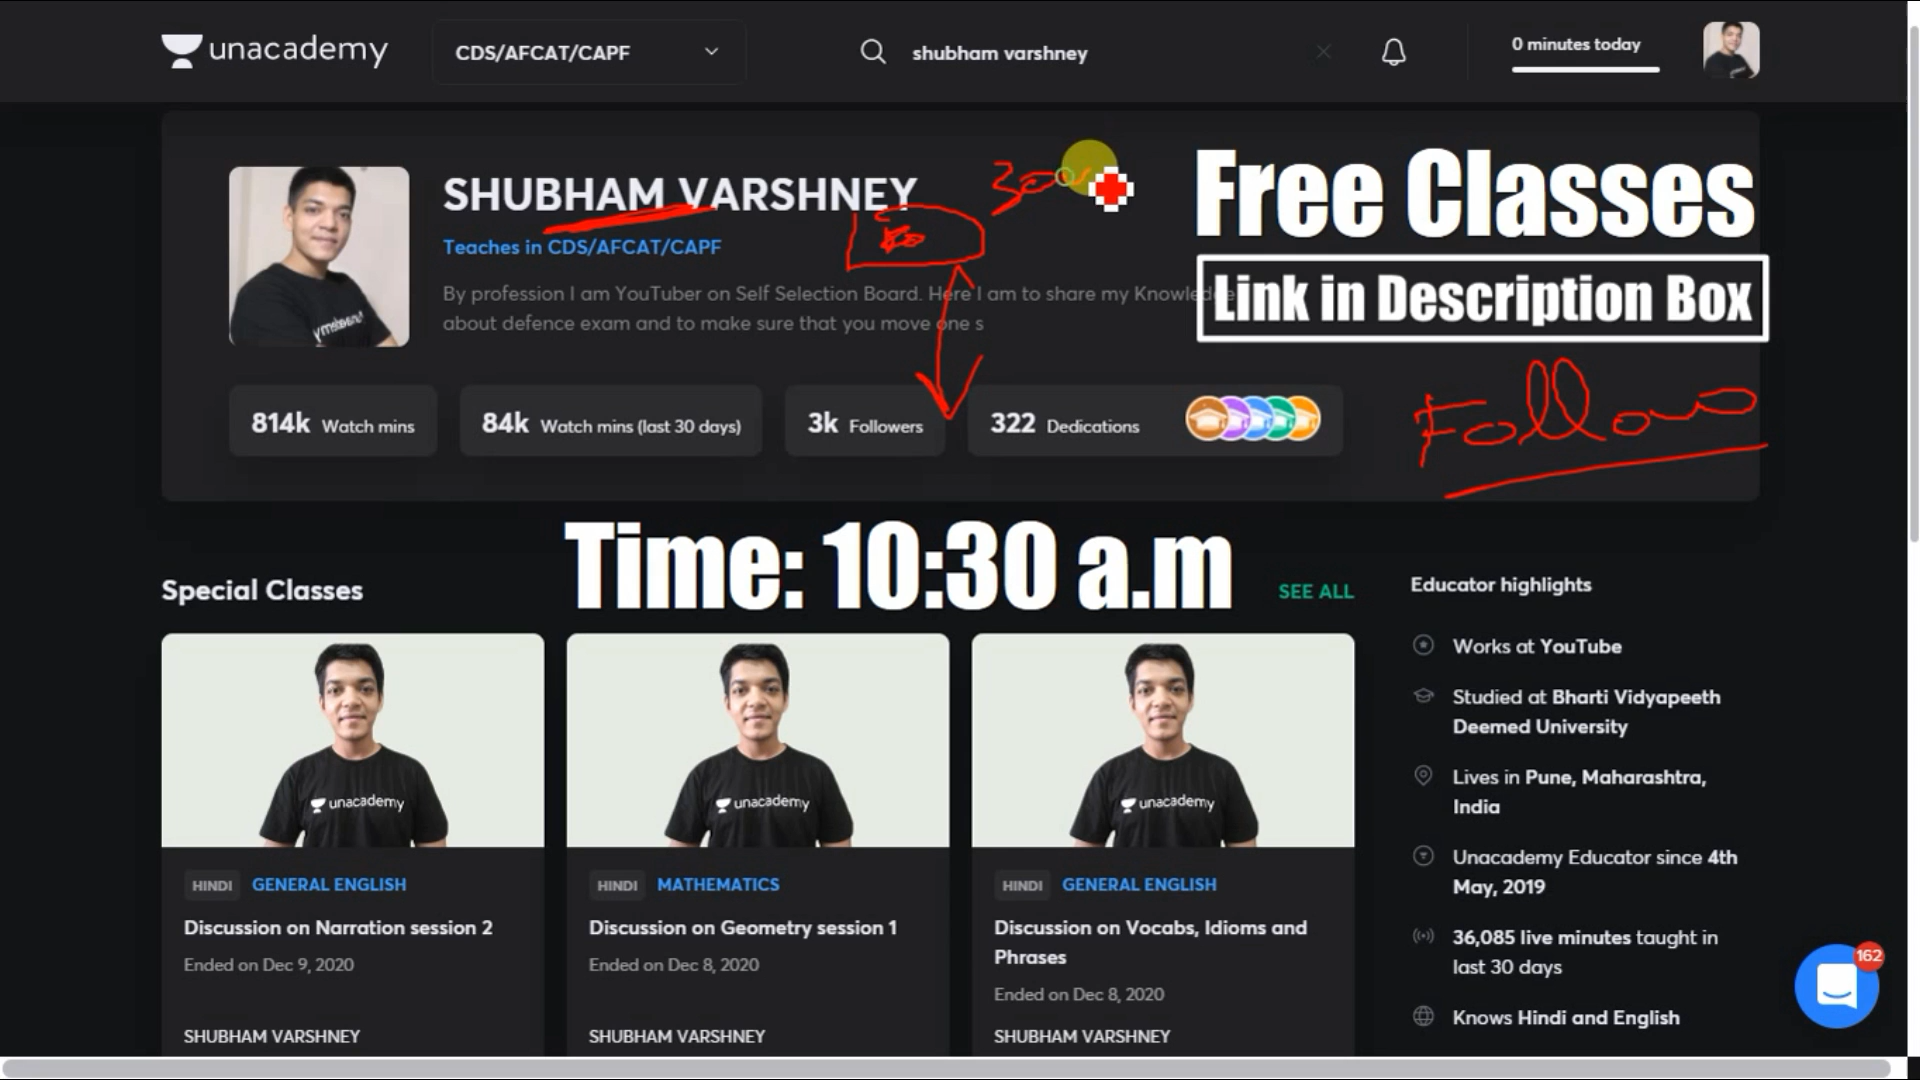 unacademy
CDS/AFCAT/CAPF
shubham varshney
0 minutes today
SHUBHAM VARSHNEY
300
Free Classes
Teaches in CDS/AFCAT/CAPF
By profession I am YouTuber on Self Selection Board. Here I am to share my Knowledge
about defence exam and to make sure that you move one s
Link in Description Box
814k Watch mins
84k Watch mins (last 30 days)
3k Followers
322 Dedications
Follow
Time: 10:30 a.m
Special Classes
SEE ALL
unacademy
HINDI GENERAL ENGLISH
Discussion on Narration session 2
Ended on Dec 9, 2020
SHUBHAM VARSHNEY
unacademy
HINDI MATHEMATICS
Discussion on Geometry session 1
Ended on Dec 8, 2020
SHUBHAM VARSHNEY
unacademy
HINDI GENERAL ENGLISH
Discussion on Vocabs, Idioms and
Phrases
Ended on Dec 8, 2020
SHUBHAM VARSHNEY
Educator highlights
Works at YouTube
Studied at Bharti Vidyapeeth
Deemed University
Lives in Pune, Maharashtra,
India
Unacademy Educator since 4th
May, 2019
36,085 live minutes taught in
last 30 days
Knows Hindi and English
162